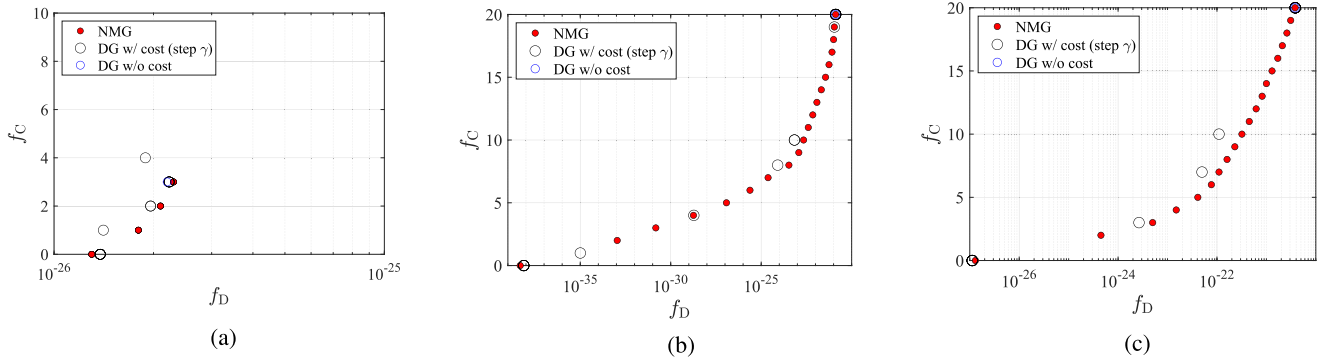 10
8
6
4
2
0
f_C
NMG
DG w/ cost (step γ)
DG w/o cost
10^-26
10^-25
f_D
(a)
20
15
10
5
0
f_C
NMG
DG w/ cost (step γ)
DG w/o cost
10^-35
10^-30
10^-25
f_D
(b)
20
15
10
5
0
f_C
NMG
DG w/ cost (step γ)
DG w/o cost
10^-26
10^-24
10^-22
f_D
(c)